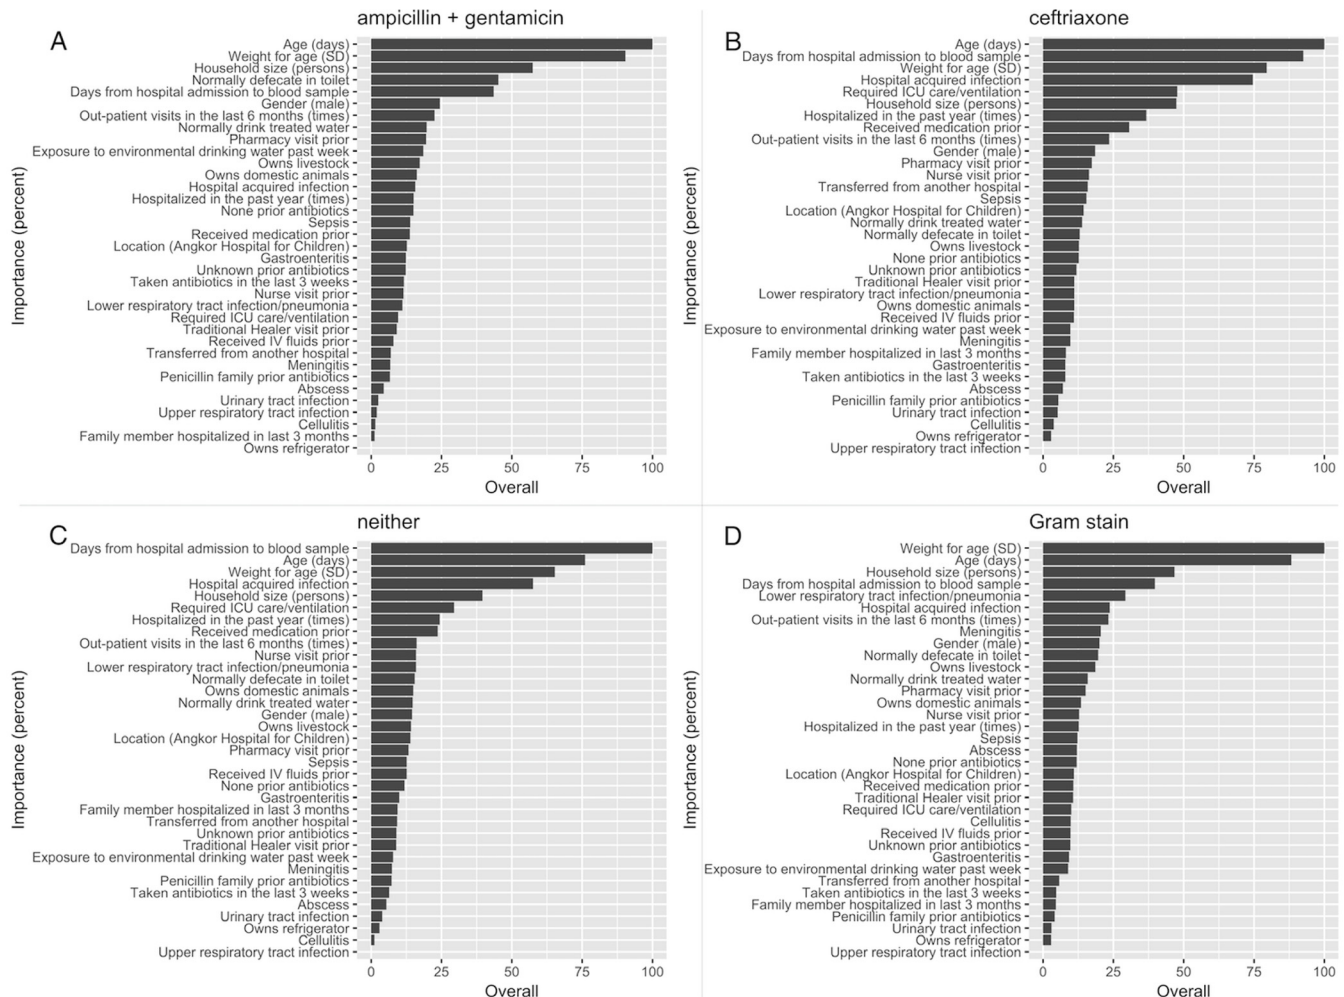 ampicillin + gentamicin
A
Importance (percent)
Age (days)
Weight for age (SD)
Household size (persons)
Normally defecate in toilet
Days from hospital admission to blood sample
Gender (male)
Out-patient visits in the last 6 months (times)
Normally drink treated water
Pharmacy visit prior
Exposure to environmental drinking water past week
Owns livestock
Owns domestic animals
Hospital acquired infection
Hospitalized in the past year (times)
None prior antibiotics
Sepsis
Received medication prior
Location (Angkor Hospital for Children)
Gastroenteritis
Unknown prior antibiotics
Taken antibiotics in the last 3 weeks
Nurse visit prior
Lower respiratory tract infection/pneumonia
Required ICU care/ventilation
Traditional Healer visit prior
Received IV fluids prior
Transferred from another hospital
Meningitis
Penicillin family prior antibiotics
Abscess
Urinary tract infection
Upper respiratory tract infection
Cellulitis
Family member hospitalized in last 3 months
Owns refrigerator
0 25 50 75 100
Overall
ceftriaxone
B
Importance (percent)
Age (days)
Days from hospital admission to blood sample
Weight for age (SD)
Hospital acquired infection
Required ICU care/ventilation
Household size (persons)
Hospitalized in the past year (times)
Received medication prior
Out-patient visits in the last 6 months (times)
Gender (male)
Pharmacy visit prior
Nurse visit prior
Transferred from another hospital
Sepsis
Location (Angkor Hospital for Children)
Normally drink treated water
Normally defecate in toilet
Owns livestock
None prior antibiotics
Unknown prior antibiotics
Traditional Healer visit prior
Lower respiratory tract infection/pneumonia
Owns domestic animals
Received IV fluids prior
Exposure to environmental drinking water past week
Meningitis
Family member hospitalized in last 3 months
Gastroenteritis
Taken antibiotics in the last 3 weeks
Abscess
Penicillin family prior antibiotics
Urinary tract infection
Cellulitis
Owns refrigerator
Upper respiratory tract infection
0 25 50 75 100
Overall
neither
C
Importance (percent)
Days from hospital admission to blood sample
Age (days)
Weight for age (SD)
Hospital acquired infection
Household size (persons)
Required ICU care/ventilation
Hospitalized in the past year (times)
Received medication prior
Out-patient visits in the last 6 months (times)
Nurse visit prior
Lower respiratory tract infection/pneumonia
Normally defecate in toilet
Owns domestic animals
Normally drink treated water
Gender (male)
Owns livestock
Location (Angkor Hospital for Children)
Pharmacy visit prior
Sepsis
Received IV fluids prior
None prior antibiotics
Gastroenteritis
Family member hospitalized in last 3 months
Transferred from another hospital
Unknown prior antibiotics
Traditional Healer visit prior
Exposure to environmental drinking water past week
Meningitis
Penicillin family prior antibiotics
Taken antibiotics in the last 3 weeks
Abscess
Urinary tract infection
Owns refrigerator
Cellulitis
Upper respiratory tract infection
0 25 50 75 100
Overall
Gram stain
D
Importance (percent)
Weight for age (SD)
Age (days)
Household size (persons)
Days from hospital admission to blood sample
Lower respiratory tract infection/pneumonia
Hospital acquired infection
Out-patient visits in the last 6 months (times)
Meningitis
Gender (male)
Normally defecate in toilet
Owns livestock
Normally drink treated water
Pharmacy visit prior
Owns domestic animals
Nurse visit prior
Hospitalized in the past year (times)
Sepsis
Abscess
None prior antibiotics
Location (Angkor Hospital for Children)
Received medication prior
Traditional Healer visit prior
Required ICU care/ventilation
Cellulitis
Received IV fluids prior
Unknown prior antibiotics
Gastroenteritis
Exposure to environmental drinking water past week
Transferred from another hospital
Taken antibiotics in the last 3 weeks
Family member hospitalized in last 3 months
Penicillin family prior antibiotics
Urinary tract infection
Owns refrigerator
Upper respiratory tract infection
0 25 50 75 100
Overall